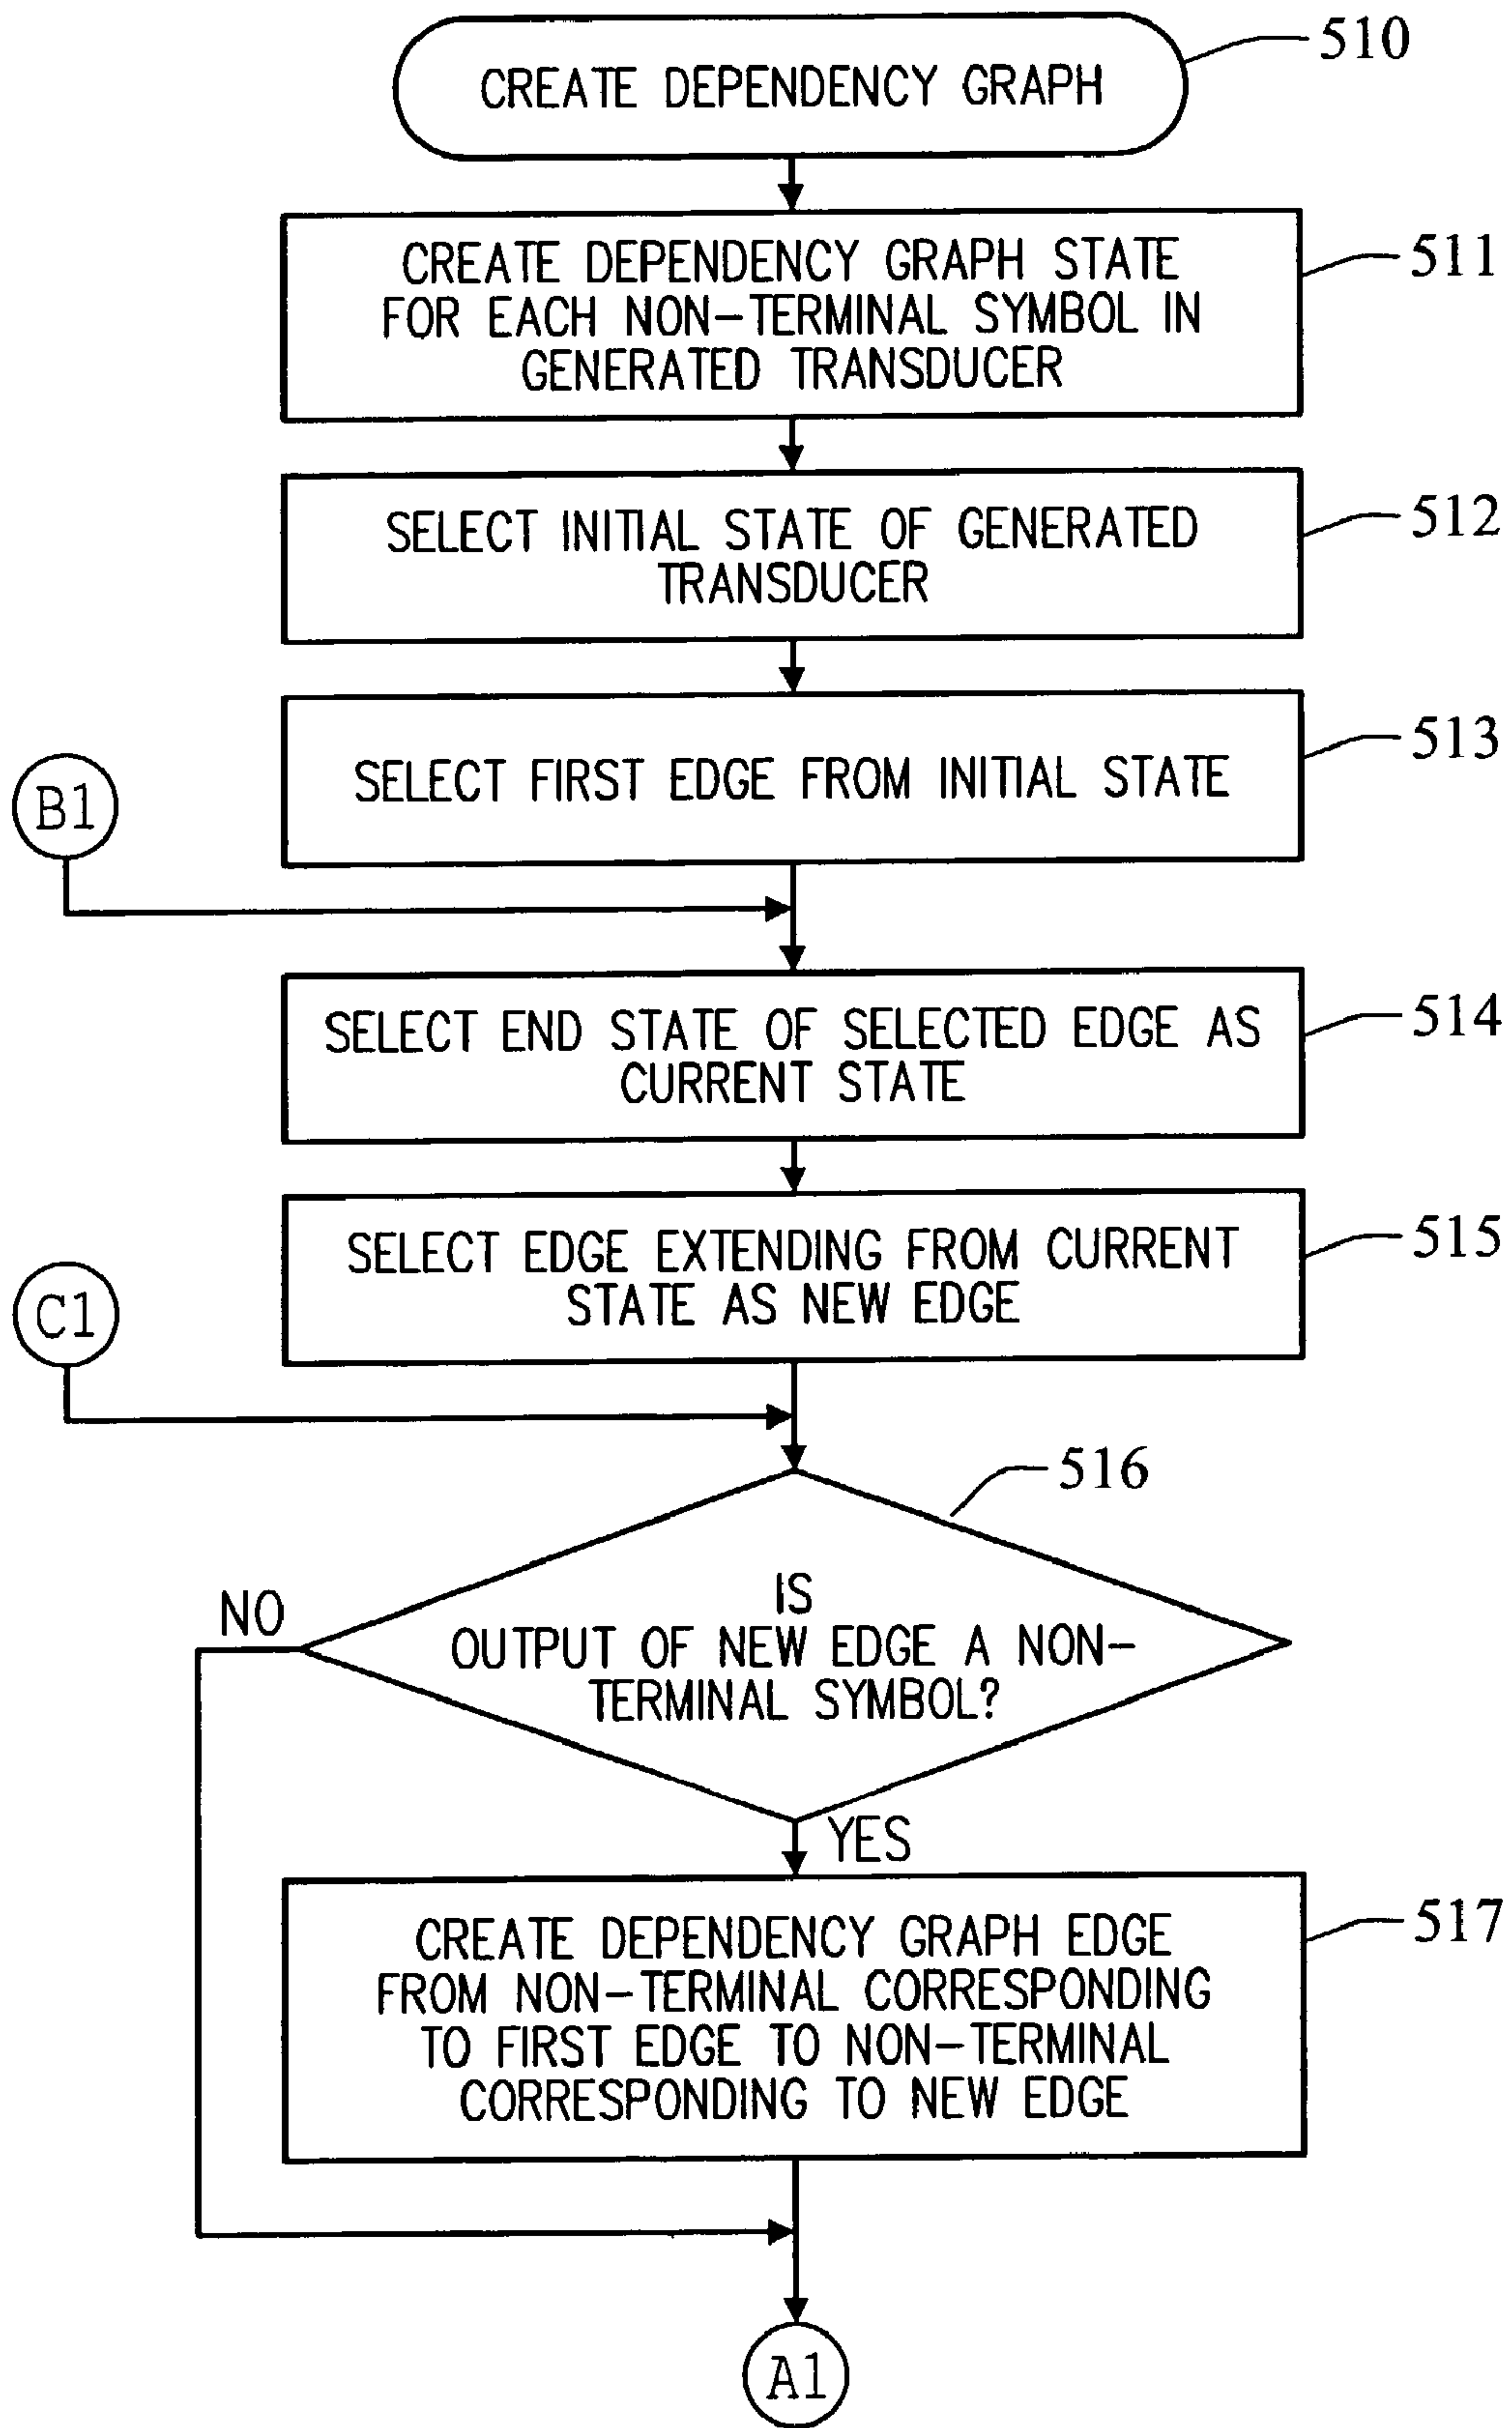 510
CREATE DEPENDENCY GRAPH
511
CREATE DEPENDENCY GRAPH STATE
FOR EACH NON-TERMINAL SYMBOL IN
GENERATED TRANSDUCER
512
SELECT INITIAL STATE OF GENERATED
TRANSDUCER
513
SELECT FIRST EDGE FROM INITIAL STATE
B1
514
SELECT END STATE OF SELECTED EDGE AS
CURRENT STATE
515
SELECT EDGE EXTENDING FROM CURRENT
STATE AS NEW EDGE
C1
516
IS
OUTPUT OF NEW EDGE A NON-
TERMINAL SYMBOL?
NO
YES
517
CREATE DEPENDENCY GRAPH EDGE
FROM NON-TERMINAL CORRESPONDING
TO FIRST EDGE TO NON-TERMINAL
CORRESPONDING TO NEW EDGE
A1